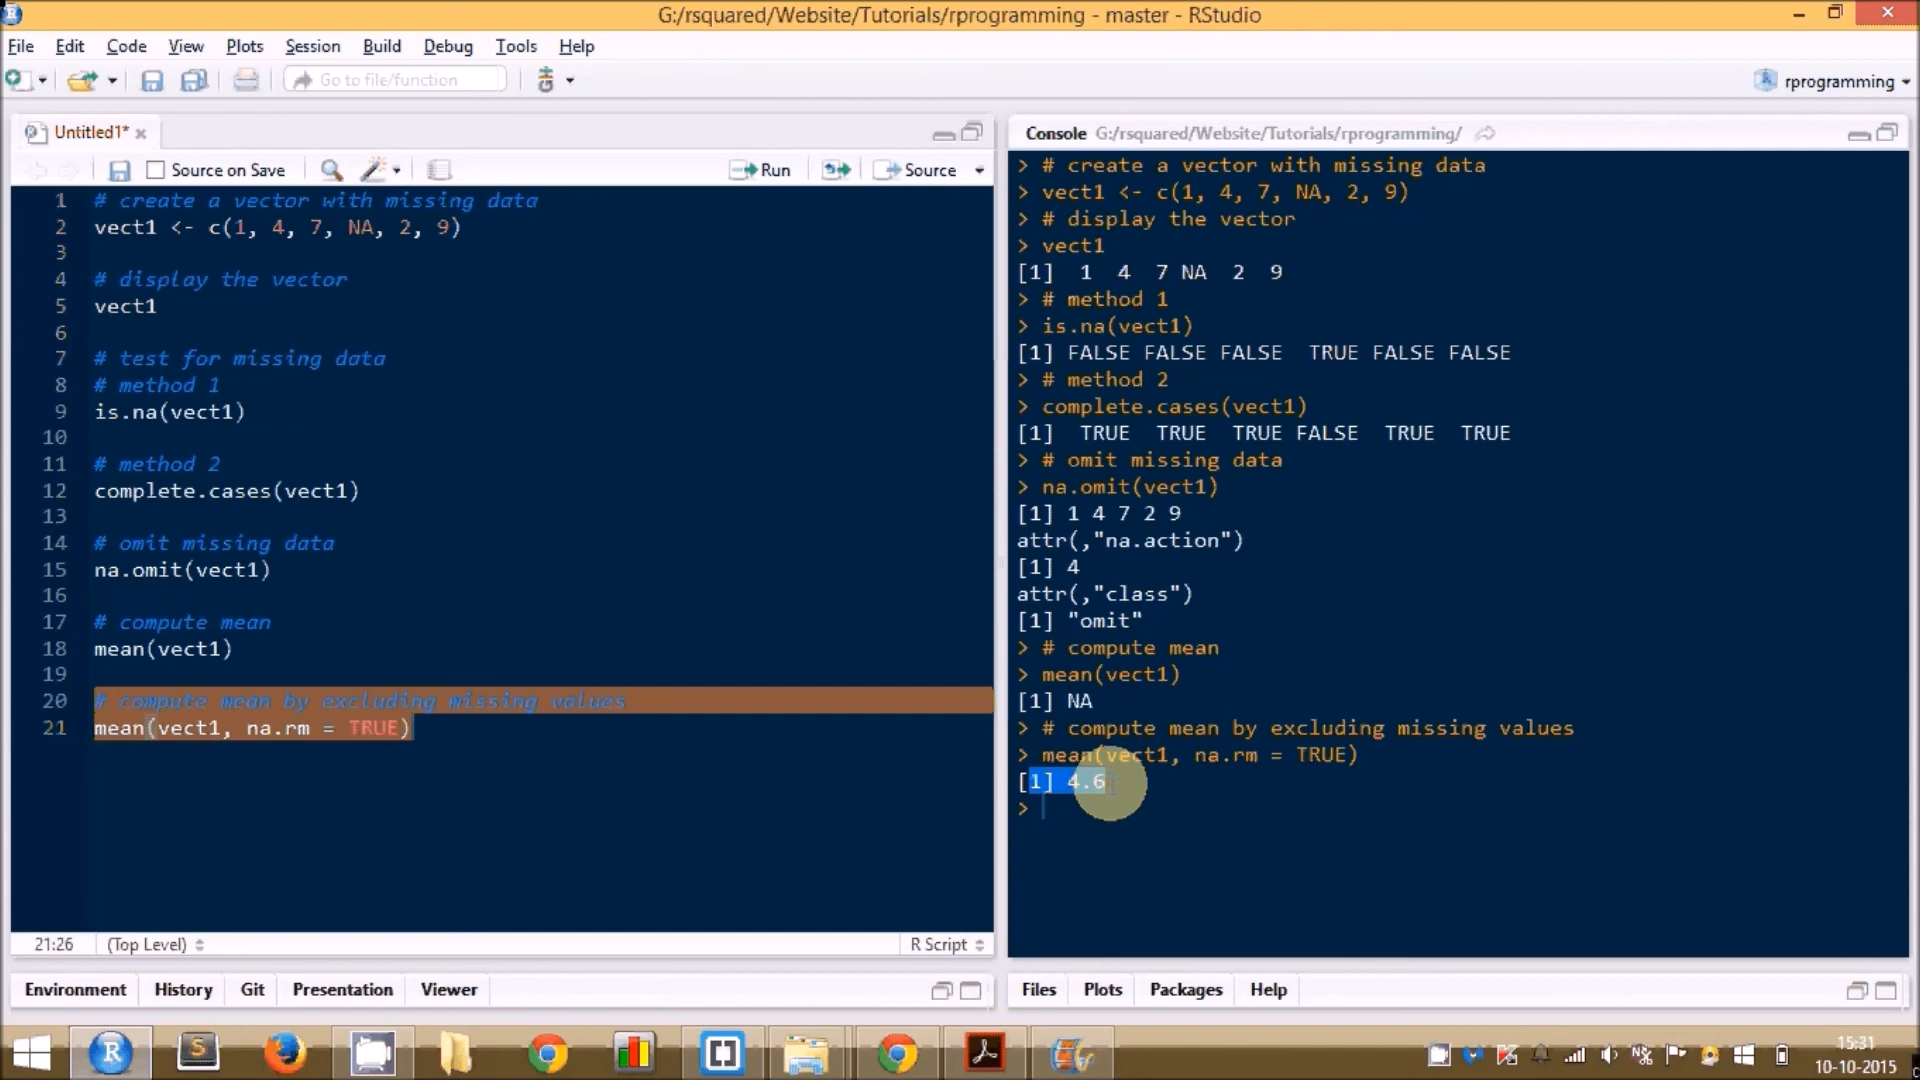 G:/rsquared/Website/Tutorials/rprogramming - master - RStudio
File Edit Code View Plots Session Build Debug Tools Help
Go to file/function
rprogramming
Untitled1*
Source on Save
Run
Source
1 # create a vector with missing data
2 vect1 <- c(1, 4, 7, NA, 2, 9)
3
4 # display the vector
5 vect1
6
7 # test for missing data
8 # method 1
9 is.na(vect1)
10
11 # method 2
12 complete.cases(vect1)
13
14 # omit missing data
15 na.omit(vect1)
16
17 # compute mean
18 mean(vect1)
19
20 # compute mean by excluding missing values
21 mean(vect1, na.rm = TRUE)
21:26 (Top Level) R Script
Environment History Git Presentation Viewer
Console G:/rsquared/Website/Tutorials/rprogramming/
> # create a vector with missing data
> vect1 <- c(1, 4, 7, NA, 2, 9)
> # display the vector
> vect1
[1]  1  4  7 NA  2  9
> # method 1
> is.na(vect1)
[1] FALSE FALSE FALSE  TRUE FALSE FALSE
> # method 2
> complete.cases(vect1)
[1]  TRUE  TRUE  TRUE FALSE  TRUE  TRUE
> # omit missing data
> na.omit(vect1)
[1] 1 4 7 2 9
attr(,"na.action")
[1] 4
attr(,"class")
[1] "omit"
> # compute mean
> mean(vect1)
[1] NA
> # compute mean by excluding missing values
> mean(vect1, na.rm = TRUE)
[1] 4.6
>
Files Plots Packages Help
15:31
10-10-2015